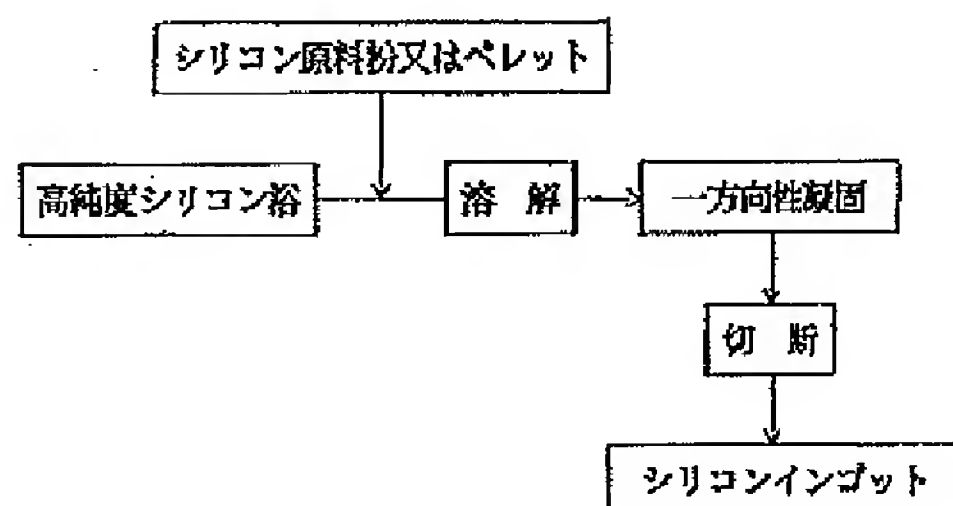 シリコン原料粉又はペレット
高純度シリコン浴
溶 解
一方向性凝固
切 断
シリコンインゴット